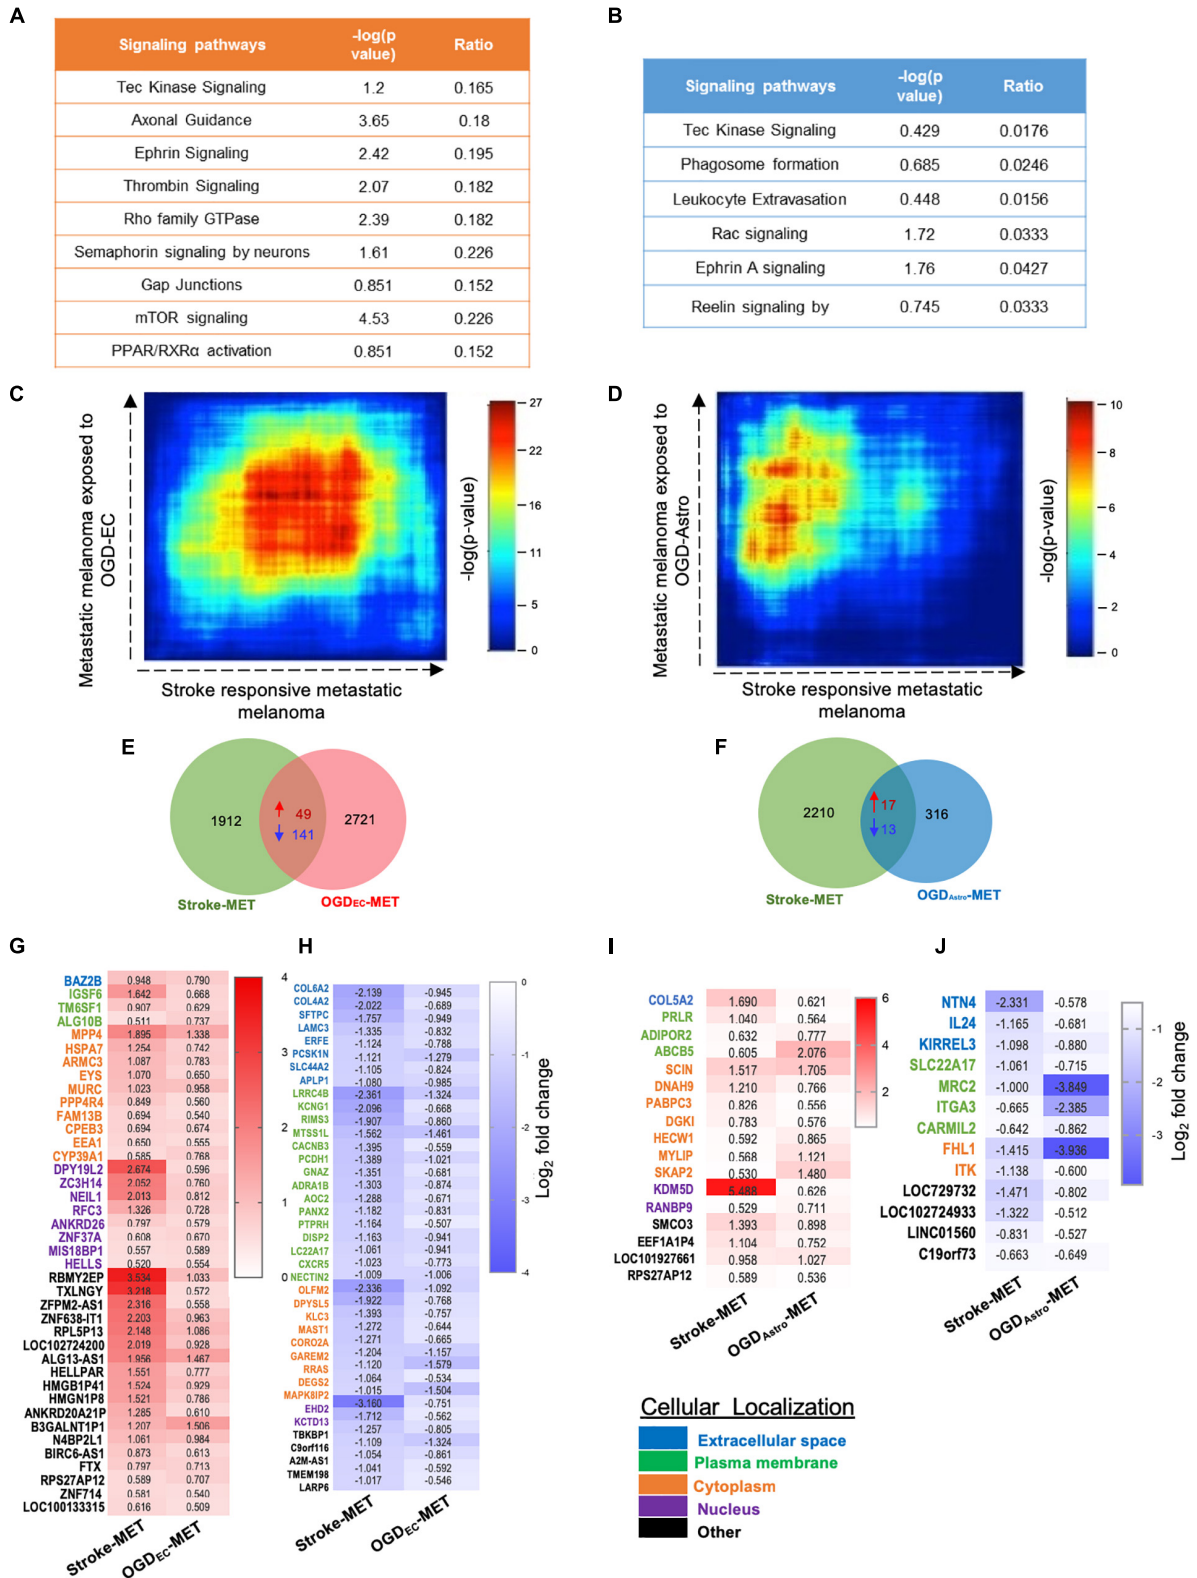 A
Signaling pathways -log(p value) Ratio
Tec Kinase Signaling 1.2 0.165
Axonal Guidance 3.65 0.18
Ephrin Signaling 2.42 0.195
Thrombin Signaling 2.07 0.182
Rho family GTPase 2.39 0.182
Semaphorin signaling by neurons 1.61 0.226
Gap Junctions 0.851 0.152
mTOR signaling 4.53 0.226
PPAR/RXRα activation 0.851 0.152
B
Signaling pathways -log(p value) Ratio
Tec Kinase Signaling 0.429 0.0176
Phagosome formation 0.685 0.0246
Leukocyte Extravasation 0.448 0.0156
Rac signaling 1.72 0.0333
Ephrin A signaling 1.76 0.0427
Reelin signaling by 0.745 0.0333
C
Metastatic melanoma exposed to
OGD-EC
Stroke responsive metastatic
melanoma
-log(p-value)
27
22
16
11
5
0
D
Metastatic melanoma exposed to
OGD-Astro
Stroke responsive metastatic
melanoma
-log(p-value)
10
8
6
4
2
0
E
1912
49
141
2721
Stroke-MET
OGDEC-MET
F
2210
17
13
316
Stroke-MET
OGDAstro-MET
G
BAZ2B 0.948 0.790
IGSF6 1.642 0.668
TM6SF1 0.907 0.629
ALG10B 0.511 0.737
MPP4 1.895 1.338
HSPA7 1.254 0.742
ARMC3 1.087 0.783
EYS 1.070 0.650
MURC 1.023 0.958
PPP4R4 0.849 0.560
FAM13B 0.694 0.540
CPEB3 0.694 0.674
EEA1 0.650 0.555
CYP39A1 0.585 0.768
DPY19L2 2.674 0.596
ZC3H14 2.052 0.760
NEIL1 2.013 0.812
RFC3 1.326 0.728
ANKRD26 0.797 0.579
ZNF37A 0.608 0.670
MIS18BP1 0.557 0.589
HELLS 0.520 0.554
RBMY2EP 3.534 1.033
TXLNGY 3.218 0.572
ZFPM2-AS1 2.316 0.558
ZNF638-IT1 2.203 0.963
RPL5P13 2.148 1.086
LOC102724200 2.019 0.928
ALG13-AS1 1.956 1.467
HELLPAR 1.551 0.777
HMGB1P41 1.524 0.929
HMGN1P8 1.521 0.786
ANKRD20A21P 1.285 0.610
B3GALNT1P1 1.207 1.506
N4BP2L1 1.061 0.984
BIRC6-AS1 0.873 0.613
FTX 0.797 0.713
RPS27AP12 0.589 0.707
ZNF714 0.581 0.540
LOC100133315 0.616 0.509
Stroke-MET
OGDEC-MET
4
3
2
1
0
H
COL6A2 -2.139 -0.945
COL4A2 -2.022 -0.689
SFTPC -1.757 -0.949
LAMC3 -1.335 -0.832
ERFE -1.124 -0.788
PCSK1N -1.121 -1.279
SLC44A2 -1.105 -0.824
APLP1 -1.080 -0.985
LRRC4B -2.361 -1.324
KCNG1 -2.096 -0.668
RIMS3 -1.907 -0.860
MTSS1L -1.562 -1.461
CACNB3 -1.395 -0.559
PCDH1 -1.389 -1.021
GNAZ -1.351 -0.681
ADRA1B -1.303 -0.874
AOC2 -1.288 -0.671
PANX2 -1.182 -0.831
PTPRH -1.164 -0.507
DISP2 -1.163 -0.941
LC22A17 -1.061 -0.941
CXCR5 -1.023 -0.773
NECTIN2 -1.009 -1.006
OLFM2 -2.336 -1.092
DPYSL5 -1.922 -0.768
KLC3 -1.393 -0.757
MAST1 -1.272 -0.644
CORO2A -1.271 -0.665
GAREM2 -1.204 -1.157
RRAS -1.120 -1.579
DEGS2 -1.064 -0.534
MAPK8IP2 -1.015 -1.504
EHD2 -3.160 -0.751
KCTD13 -1.712 -0.562
TBKBP1 -1.257 -0.805
C9orf116 -1.109 -1.324
A2M-AS1 -1.054 -0.861
TMEM198 -1.041 -0.592
LARP6 -1.017 -0.546
Stroke-MET
OGDEC-MET
0
-1
-2
-3
-4
Log2 fold change
I
COL5A2 1.690 0.621
PRLR 1.040 0.564
ADIPOR2 0.632 0.777
ABCB5 0.605 2.076
SCIN 1.517 1.705
DNAH9 1.210 0.766
PABPC3 0.826 0.556
DGKI 0.783 0.576
HECW1 0.592 0.865
MYLIP 0.568 1.121
SKAP2 0.530 1.480
KDM5D 5.488 0.626
RANBP9 0.529 0.711
SMCO3 1.393 0.898
EEF1A1P4 1.104 0.752
LOC101927661 0.958 1.027
RPS27AP12 0.589 0.536
Stroke-MET
OGDAstro-MET
6
4
2
J
NTN4 -2.331 -0.578
IL24 -1.165 -0.681
KIRREL3 -1.098 -0.880
SLC22A17 -1.061 -0.715
MRC2 -1.000 -3.849
ITGA3 -0.665 -2.385
CARMIL2 -0.642 -0.862
FHL1 -1.415 -3.936
ITK -1.138 -0.600
LOC729732 -1.471 -0.802
LOC102724933 -1.322 -0.512
LINC01560 -0.831 -0.527
C19orf73 -0.663 -0.649
Stroke-MET
OGDAstro-MET
-1
-2
-3
Log2 fold change
Cellular Localization
Extracellular space
Plasma membrane
Cytoplasm
Nucleus
Other